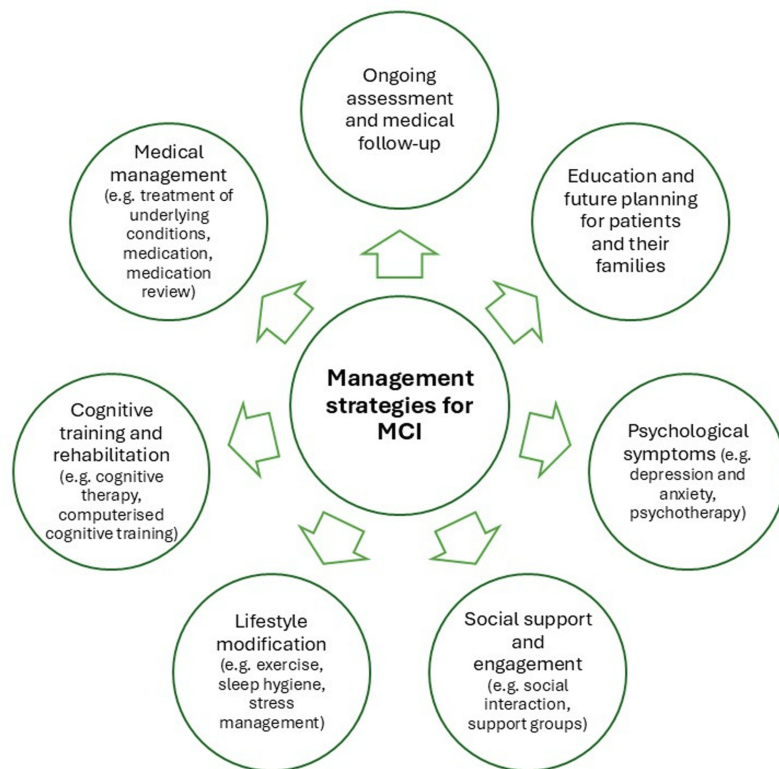 Ongoing
assessment
and medical
follow-up
Education and
future planning
for patients
and their
families
Psychological
symptoms (e.g.
depression and
anxiety,
psychotherapy)
Social support
and
engagement
(e.g. social
interaction,
support groups)
Lifestyle
modification
(e.g. exercise,
sleep hygiene,
stress
management)
Cognitive
training and
rehabilitation
(e.g. cognitive
therapy,
computerised
cognitive training)
Medical
management
(e.g. treatment of
underlying
conditions,
medication,
medication
review)
Management
strategies for
MCI